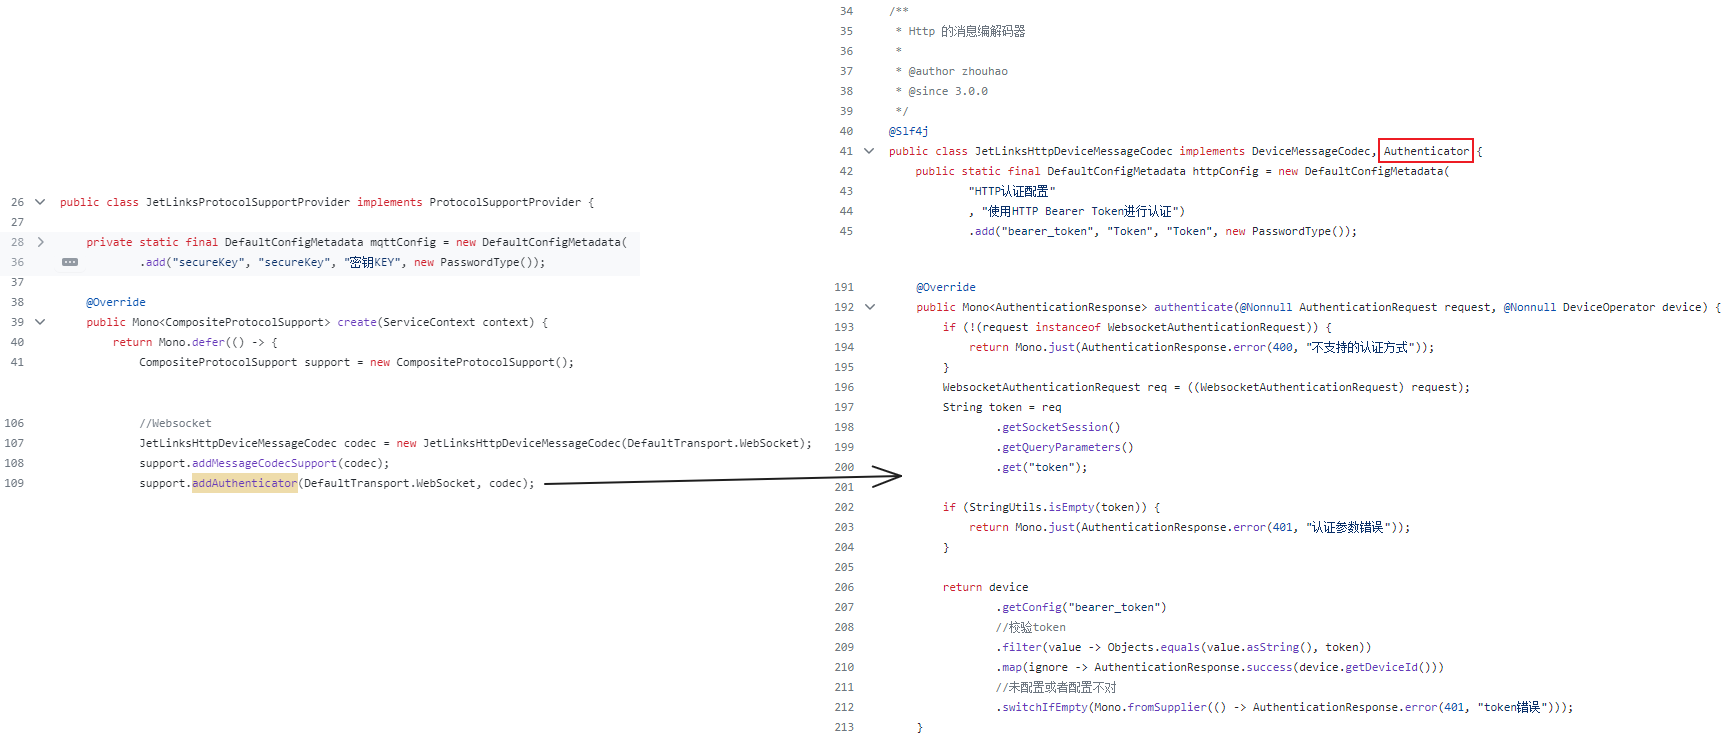 26 public class JetLinksProtocolSupportProvider implements ProtocolSupportProvider {
27
28 private static final DefaultConfigMetadata mqttConfig = new DefaultConfigMetadata(
36 .add("secureKey", "secureKey", "密钥KEY", new PasswordType());
37
38 @Override
39 public Mono<CompositeProtocolSupport> create(ServiceContext context) {
40 return Mono.defer(() -> {
41 CompositeProtocolSupport support = new CompositeProtocolSupport();
106 //Websocket
107 JetLinksHttpDeviceMessageCodec codec = new JetLinksHttpDeviceMessageCodec(DefaultTransport.WebSocket);
108 support.addMessageCodecSupport(codec);
109 support.addAuthenticator(DefaultTransport.WebSocket, codec);
34 /**
35 * Http 的消息编解码器
36 *
37 * @author zhouhao
38 * @since 3.0.0
39 */
40 @Slf4j
41 public class JetLinksHttpDeviceMessageCodec implements DeviceMessageCodec, Authenticator {
42 public static final DefaultConfigMetadata httpConfig = new DefaultConfigMetadata(
43 "HTTP认证配置"
44 , "使用HTTP Bearer Token进行认证")
45 .add("bearer_token", "Token", "Token", new PasswordType());
191 @Override
192 public Mono<AuthenticationResponse> authenticate(@Nonnull AuthenticationRequest request, @Nonnull DeviceOperator device) {
193 if (!(request instanceof WebsocketAuthenticationRequest)) {
194 return Mono.just(AuthenticationResponse.error(400, "不支持的认证方式"));
195 }
196 WebsocketAuthenticationRequest req = ((WebsocketAuthenticationRequest) request);
197 String token = req
198 .getSocketSession()
199 .getQueryParameters()
200 .get("token");
201
202 if (StringUtils.isEmpty(token)) {
203 return Mono.just(AuthenticationResponse.error(401, "认证参数错误"));
204 }
205
206 return device
207 .getConfig("bearer_token")
208 //校验token
209 .filter(value -> Objects.equals(value.asString(), token))
210 .map(ignore -> AuthenticationResponse.success(device.getDeviceId()))
211 //未配置或者配置不对
212 .switchIfEmpty(Mono.fromSupplier(() -> AuthenticationResponse.error(401, "token错误")));
213 }